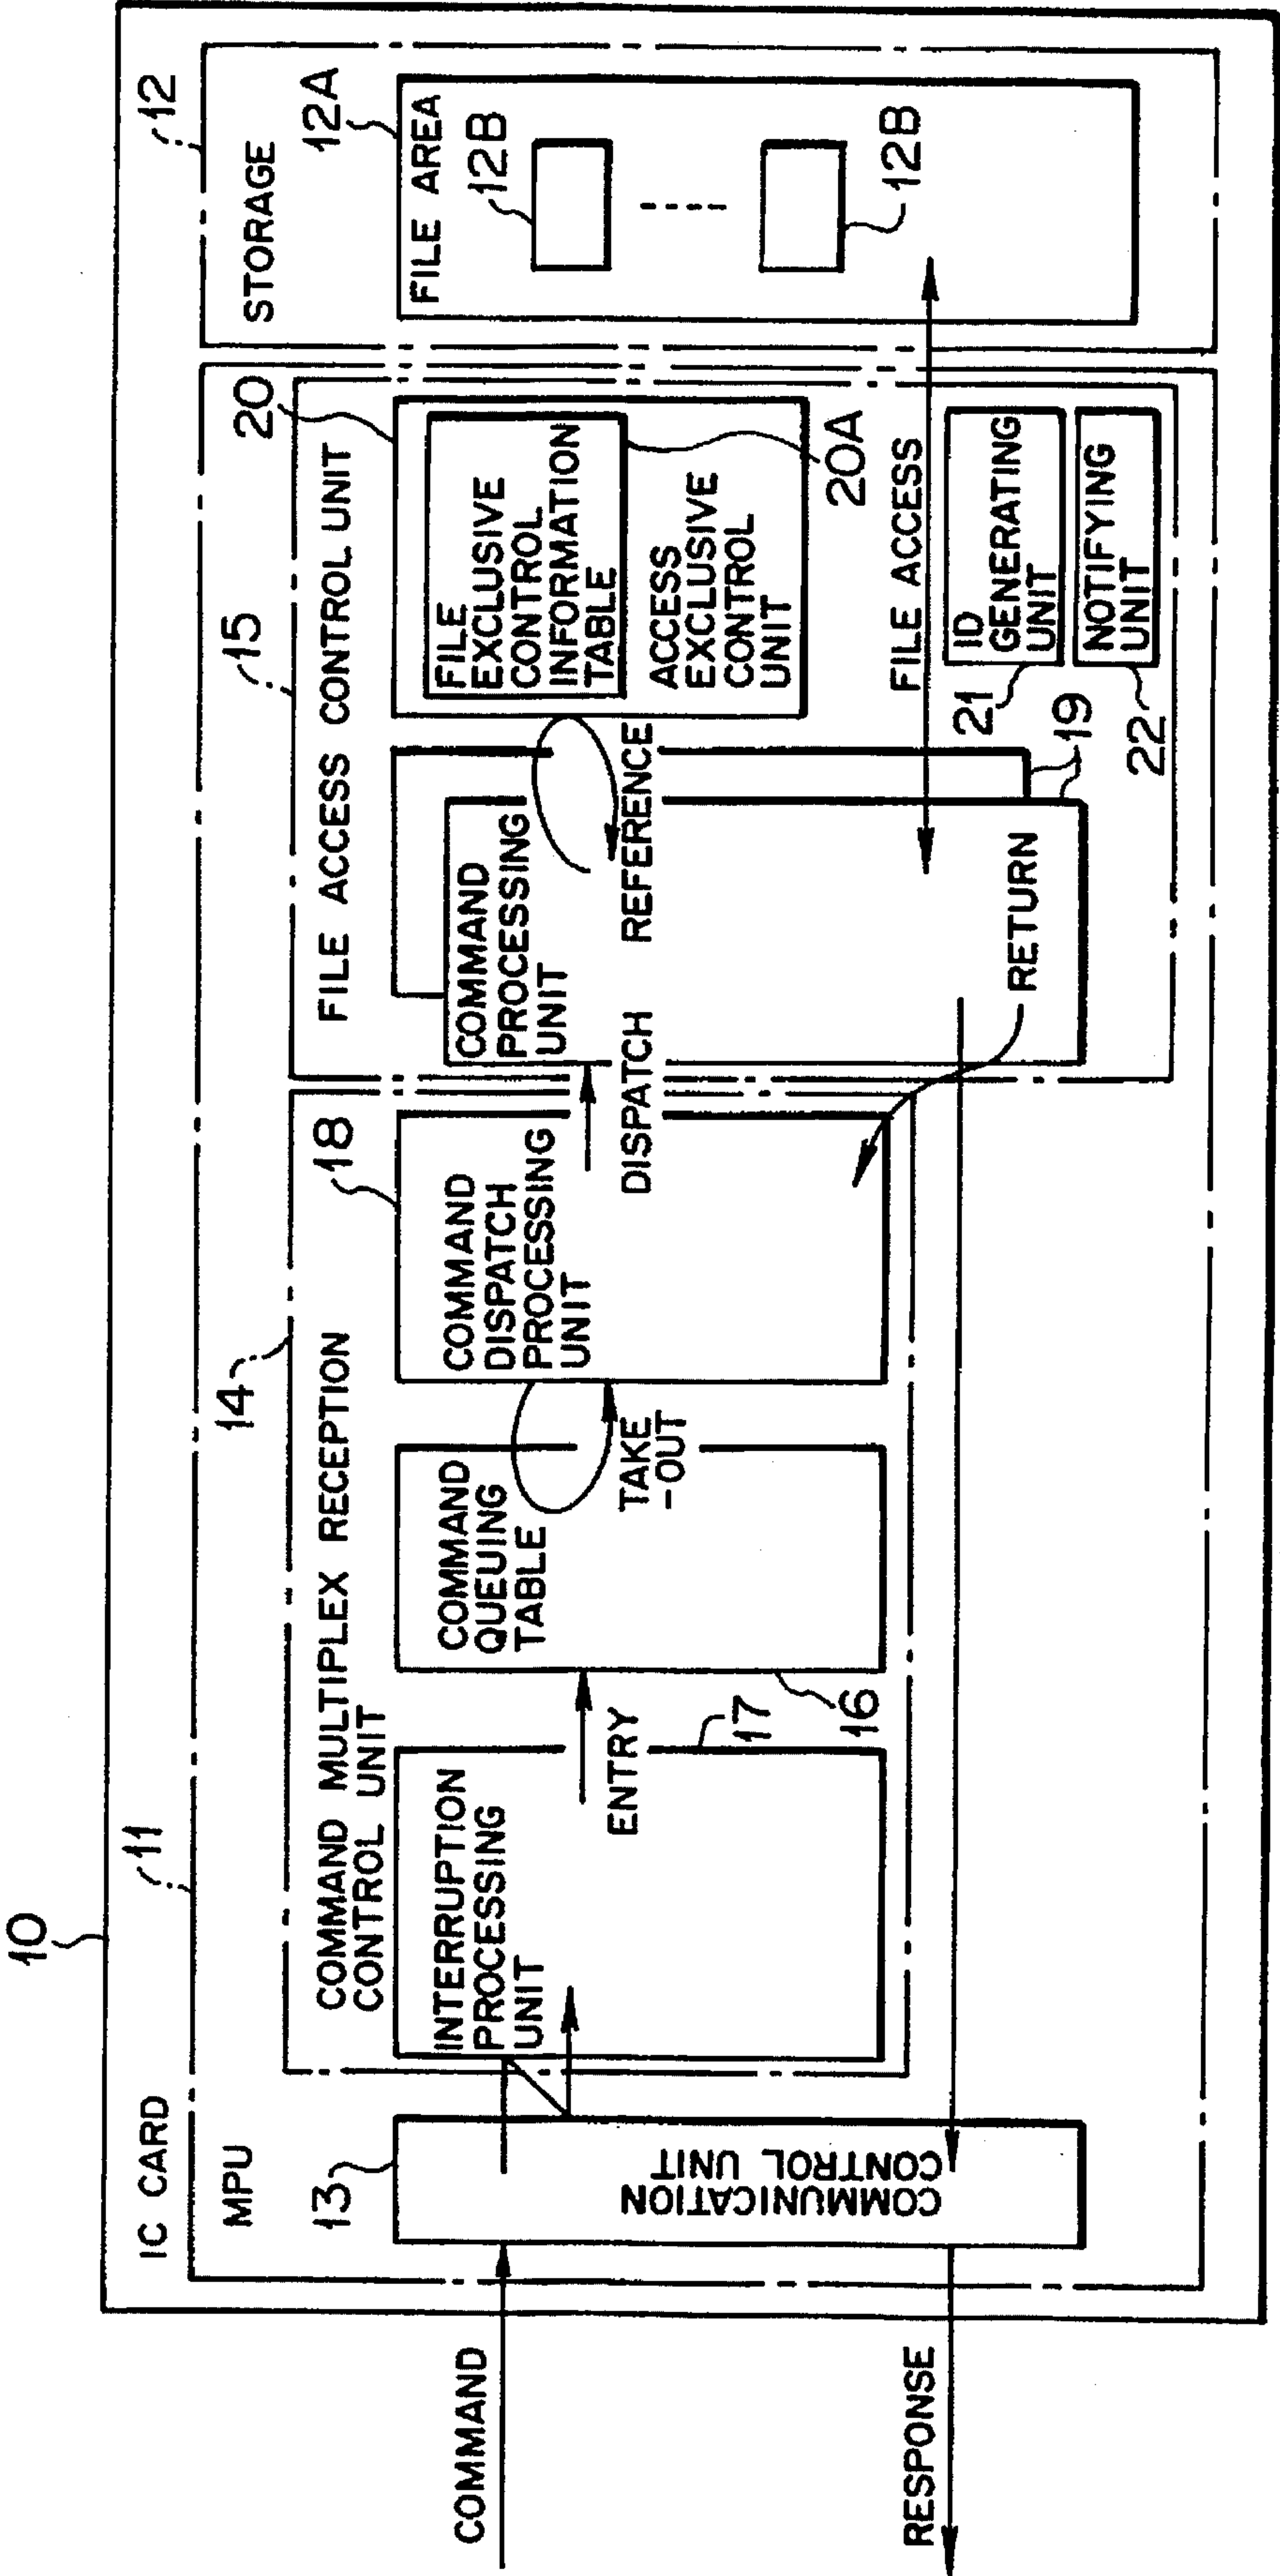 10
IC CARD
11
12
MPU
14
15
STORAGE
13
COMMAND MULTIPLEX RECEPTION
CONTROL UNIT
18
FILE ACCESS CONTROL UNIT
20
12A
COMMAND
COMMUNICATION
CONTROL UNIT
INTERRUPTION
PROCESSING
UNIT
ENTRY
17
COMMAND
QUEUING
TABLE
TAKE
-OUT
16
COMMAND
DISPATCH
PROCESSING
UNIT
DISPATCH
COMMAND
PROCESSING
UNIT
REFERENCE
FILE
EXCLUSIVE
CONTROL
INFORMATION
TABLE
ACCESS
EXCLUSIVE
CONTROL
UNIT
20A
FILE AREA
12B
12B
FILE ACCESS
RETURN
19
21
ID
GENERATING
UNIT
22
NOTIFYING
UNIT
RESPONSE